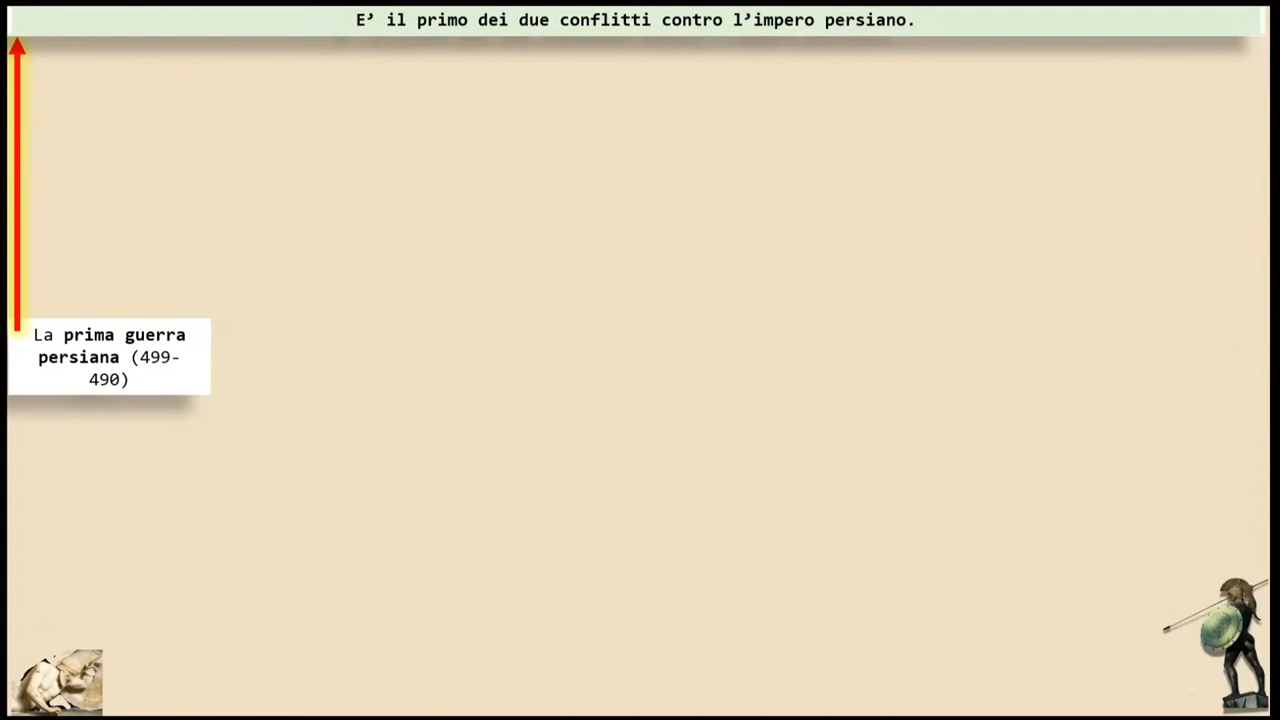 E’ il primo dei due conflitti contro l’impero persiano.
La prima guerra
persiana (499-
490)